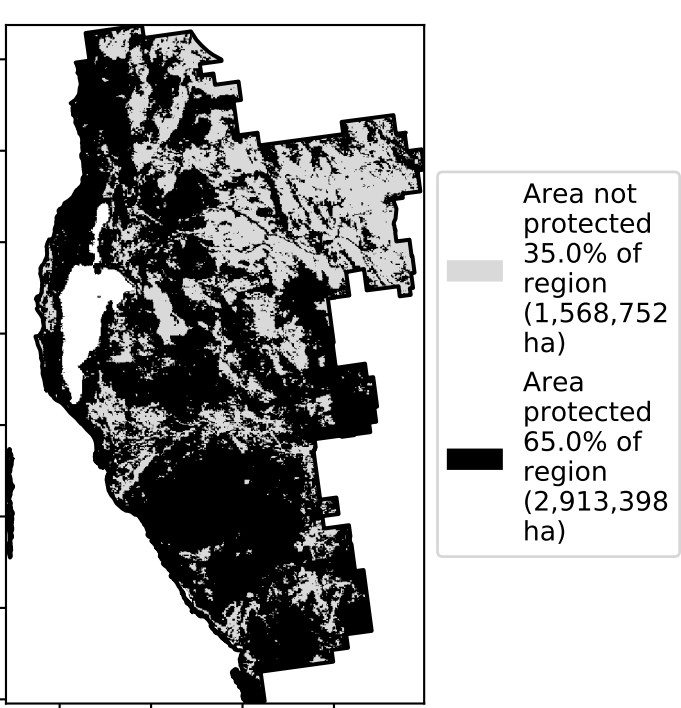 Area not
protected
35.0% of
region
(1,568,752
ha)
Area
protected
65.0% of
region
(2,913,398
ha)